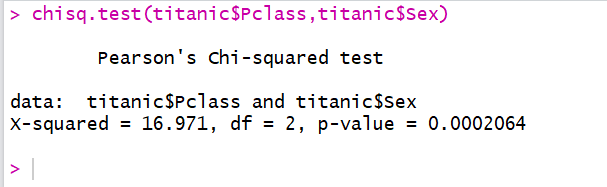 > chisq.test(titanic$Pclass,titanic$Sex)
Pearson's Chi-squared test
data:  titanic$Pclass and titanic$Sex
X-squared = 16.971, df = 2, p-value = 0.0002064
>